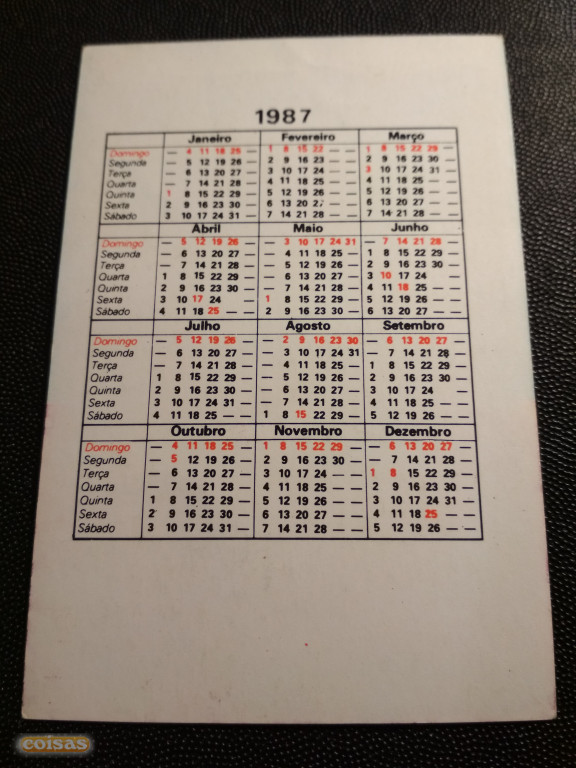 1987
Janeiro Fevereiro Março
Domingo — 4 11 18 25 — 1 8 15 22 — — 1 8 15 22 29 —
Segunda — 5 12 19 26 — 2 9 16 23 — — 2 9 16 23 30 —
Terça — 6 13 20 27 — 3 10 17 24 — — 3 10 17 24 31 —
Quarta — 7 14 21 28 — 4 11 18 25 — — 4 11 18 25 — —
Quinta 1 8 15 22 29 — 5 12 19 26 — — 5 12 19 26 — —
Sexta 2 9 16 23 30 — 6 13 20 27 — — 6 13 20 27 — —
Sábado 3 10 17 24 31 — 7 14 21 28 — — 7 14 21 28 — —
Abril Maio Junho
Domingo — 5 12 19 26 — — 3 10 17 24 31 — 7 14 21 28 —
Segunda — 6 13 20 27 — — 4 11 18 25 — 1 8 15 22 29 —
Terça — 7 14 21 28 — — 5 12 19 26 — 2 9 16 23 30 —
Quarta 1 8 15 22 29 — — 6 13 20 27 — 3 10 17 24 — —
Quinta 2 9 16 23 30 — — 7 14 21 28 — 4 11 18 25 — —
Sexta 3 10 17 24 — — 1 8 15 22 29 — 5 12 19 26 — —
Sábado 4 11 18 25 — — 2 9 16 23 30 — 6 13 20 27 — —
Julho Agosto Setembro
Domingo — 5 12 19 26 — — 2 9 16 23 30 — 6 13 20 27 —
Segunda — 6 13 20 27 — — 3 10 17 24 31 — 7 14 21 28 —
Terça — 7 14 21 28 — — 4 11 18 25 — 1 8 15 22 29 —
Quarta 1 8 15 22 29 — — 5 12 19 26 — 2 9 16 23 30 —
Quinta 2 9 16 23 30 — — 6 13 20 27 — 3 10 17 24 — —
Sexta 3 10 17 24 31 — — 7 14 21 28 — 4 11 18 25 — —
Sábado 4 11 18 25 — — 1 8 15 22 29 — 5 12 19 26 — —
Outubro Novembro Dezembro
Domingo — 4 11 18 25 — 1 8 15 22 29 — — 6 13 20 27 —
Segunda — 5 12 19 26 — 2 9 16 23 30 — — 7 14 21 28 —
Terça — 6 13 20 27 — 3 10 17 24 — — 1 8 15 22 29 —
Quarta — 7 14 21 28 — 4 11 18 25 — — 2 9 16 23 30 —
Quinta 1 8 15 22 29 — 5 12 19 26 — — 3 10 17 24 31 —
Sexta 2 9 16 23 30 — 6 13 20 27 — — 4 11 18 25 — —
Sábado 3 10 17 24 31 — 7 14 21 28 — — 5 12 19 26 — —
coisas